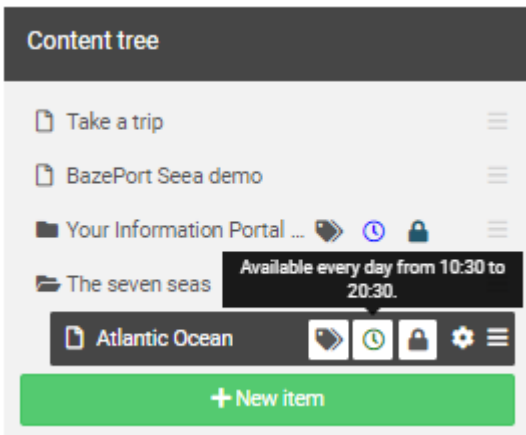 Content tree
Take a trip
BazePort Seea demo
Your Information Portal ...
The seven seas
Available every day from 10:30 to
20:30.
Atlantic Ocean
New item